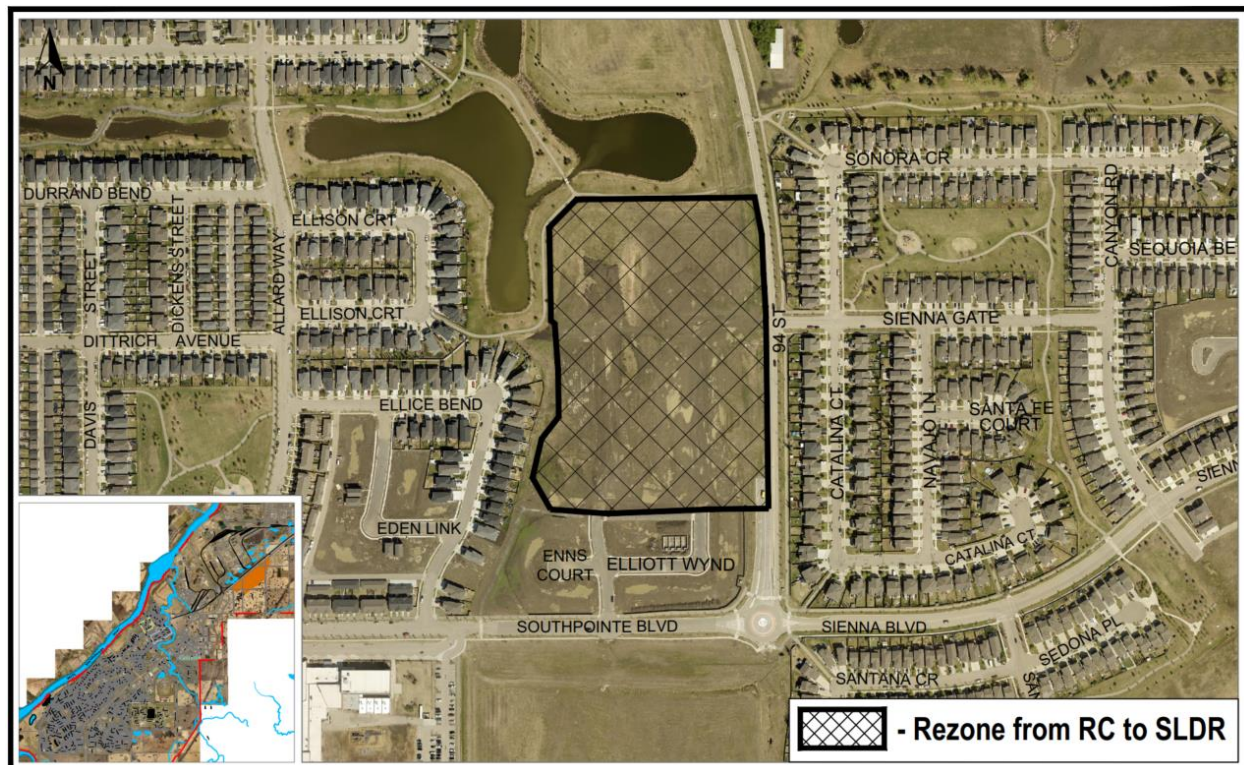 N
SONORA CR
CANYON RD
DURRAND BEND
ELLISON CRT
STREET
DICKENS STREET
ALLARD WAY
SEQUOIA BE
ELLISON CRT
94 ST
SIENNA GATE
DITTRICH AVENUE
DAVIS
ELLICE BEND
CATALINA CT
NAVAJO LN
SANTA FE
COURT
SIENN
EDEN LINK
ENNS
COURT
ELLIOTT WYND
CATALINA CT
SOUTHPOINTE BLVD
SIENNA BLVD
SEDONA PL
SANTANA CR
SAN
- Rezone from RC to SLDR